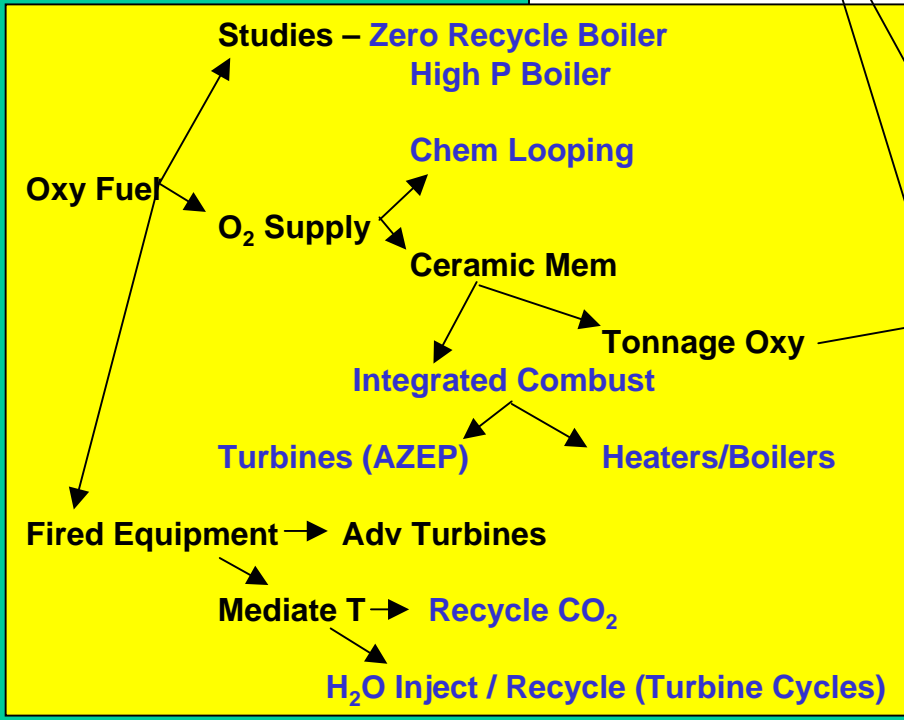 Studies – Zero Recycle Boiler
High P Boiler
Chem Looping
Oxy Fuel
O₂ Supply
Ceramic Mem
Tonnage Oxy
Integrated Combust
Turbines (AZEP)
Heaters/Boilers
Fired Equipment
Adv Turbines
Mediate T
Recycle CO₂
H₂O Inject / Recycle (Turbine Cycles)